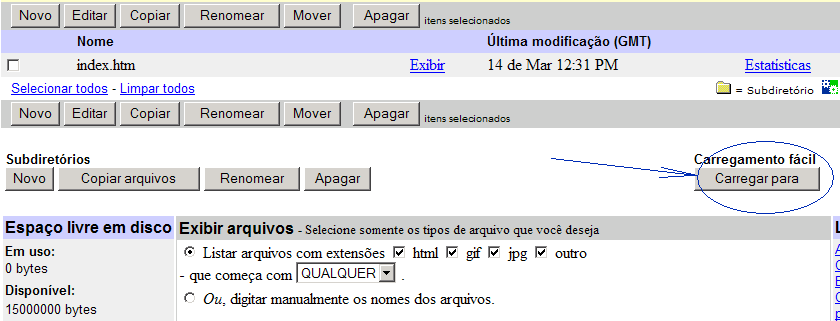 Novo Editar Copiar Renomear Mover Apagar itens selecionados
Nome Última modificação (GMT)
index.htm Exibir 14 de Mar 12:31 PM Estatísticas
Selecionar todos - Limpar todos = Subdiretório
Novo Editar Copiar Renomear Mover Apagar itens selecionados
Subdiretórios Carregamento fácil
Novo Copiar arquivos Renomear Apagar Carregar para
Espaço livre em disco Exibir arquivos - Selecione somente os tipos de arquivo que você deseja
Em uso: Listar arquivos com extensões html gif jpg outro
0 bytes - que começa com QUALQUER .
Disponível: Ou, digitar manualmente os nomes dos arquivos.
15000000 bytes